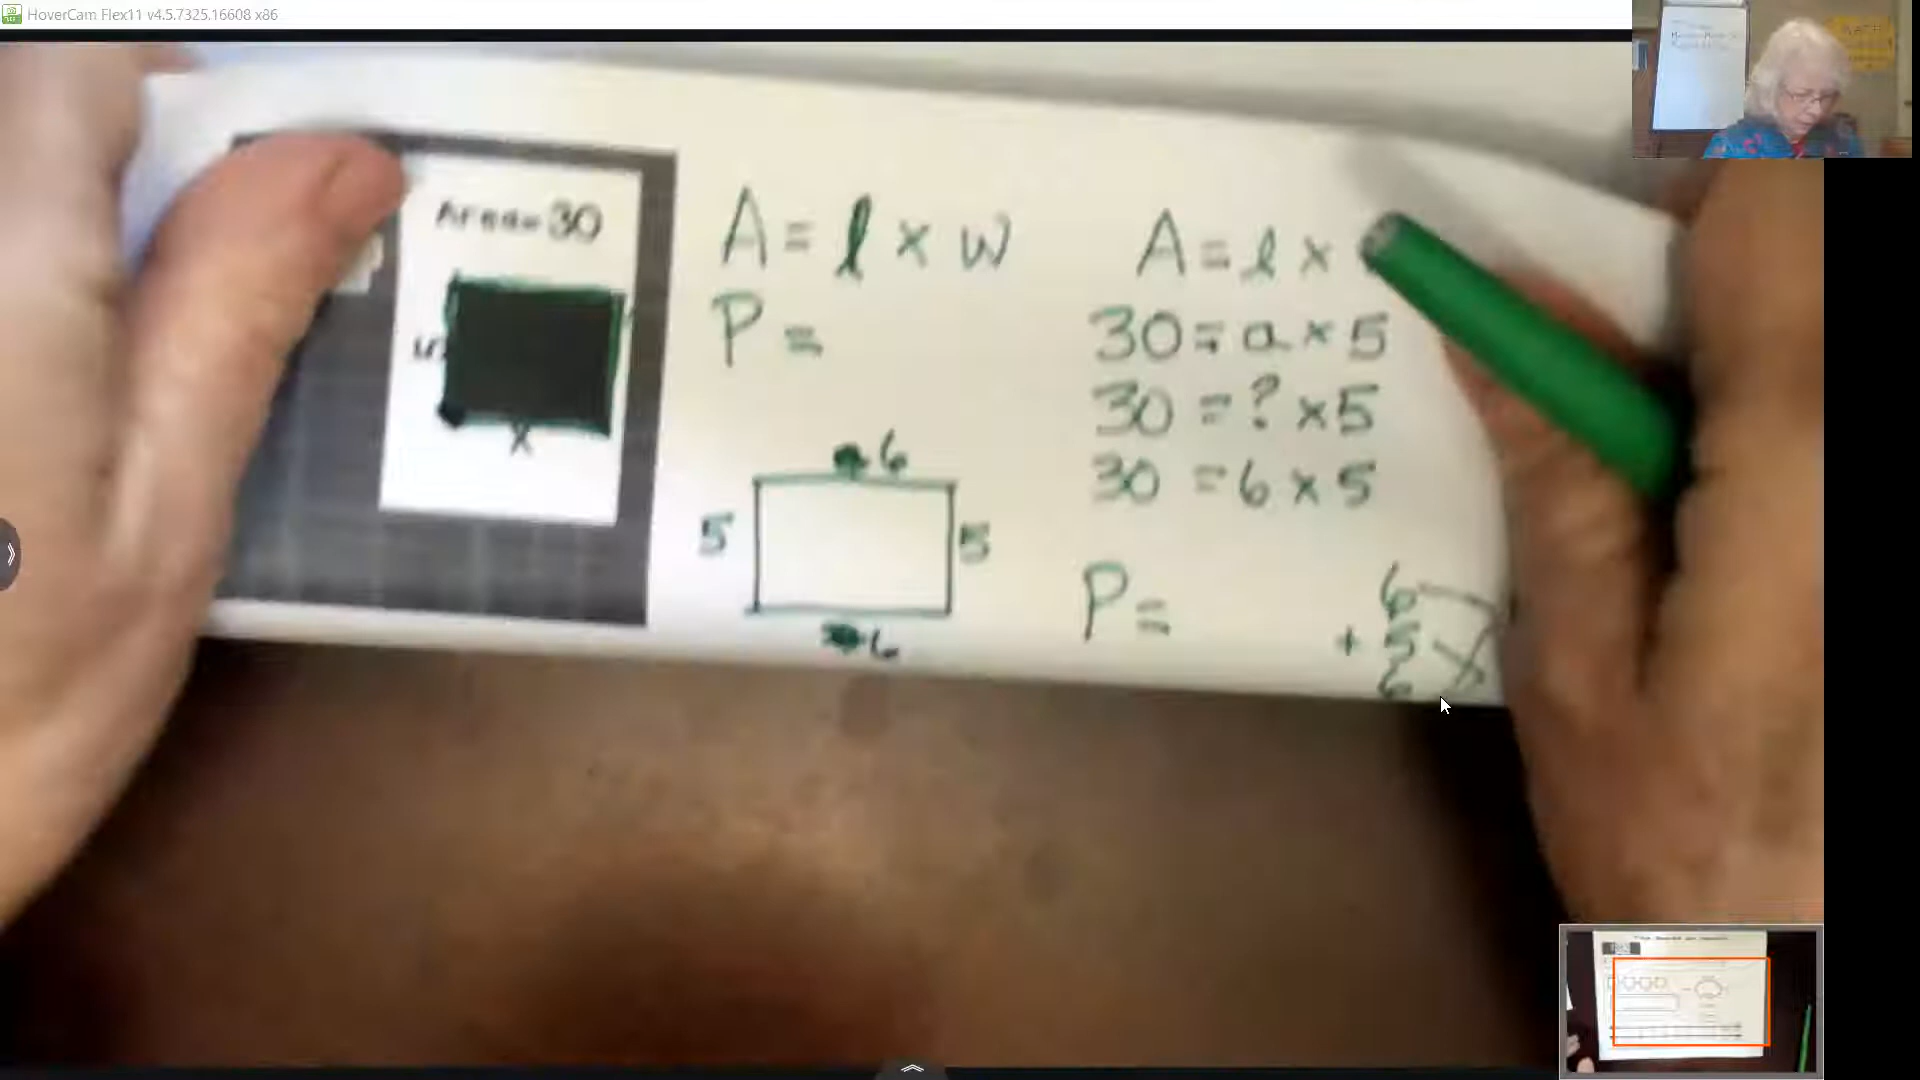 HoverCam Flex11 v4.5.7325.16608 x86
Area=30
x
A = l x w
P =
6
5
5
6
A = l x
30 = a x 5
30 = ? x 5
30 = 6 x 5
P =
6
+ 5
6